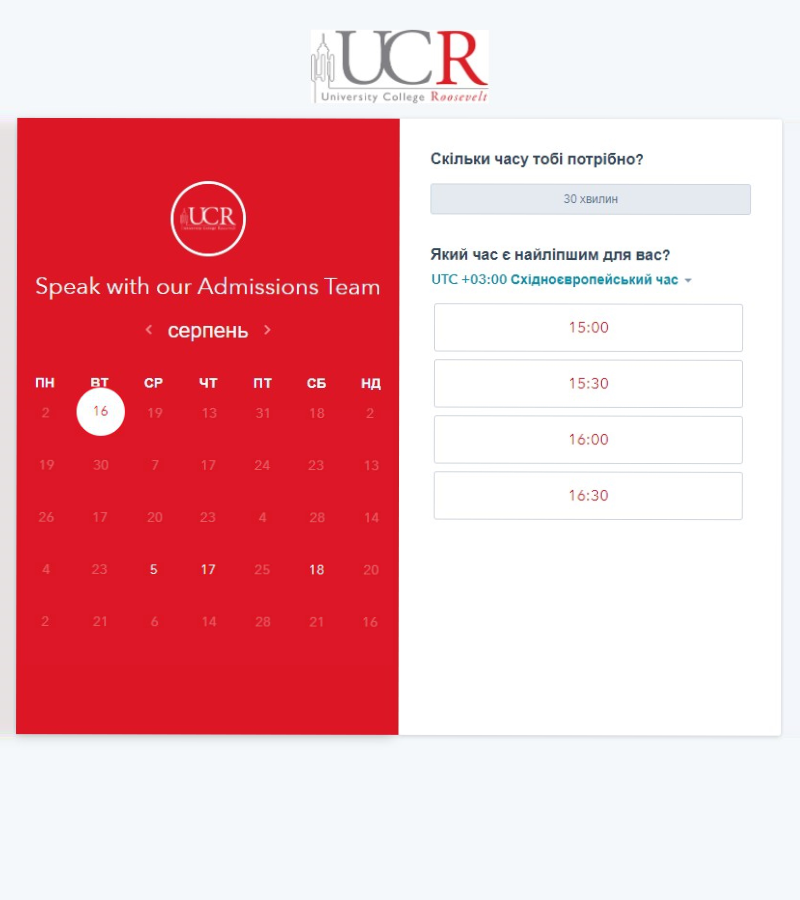 UCR
University College Roosevelt
UCR
Speak with our Admissions Team
серпень
ПН ВТ СР ЧТ ПТ СБ НД
2 16 19 13 31 18 2
19 30 7 17 24 23 13
26 17 20 23 4 28 14
4 23 5 17 25 18 20
2 21 6 14 28 21 16
Скільки часу тобі потрібно?
30 хвилин
Який час є найліпшим для вас?
UTC +03:00 Східноєвропейський час
15:00
15:30
16:00
16:30